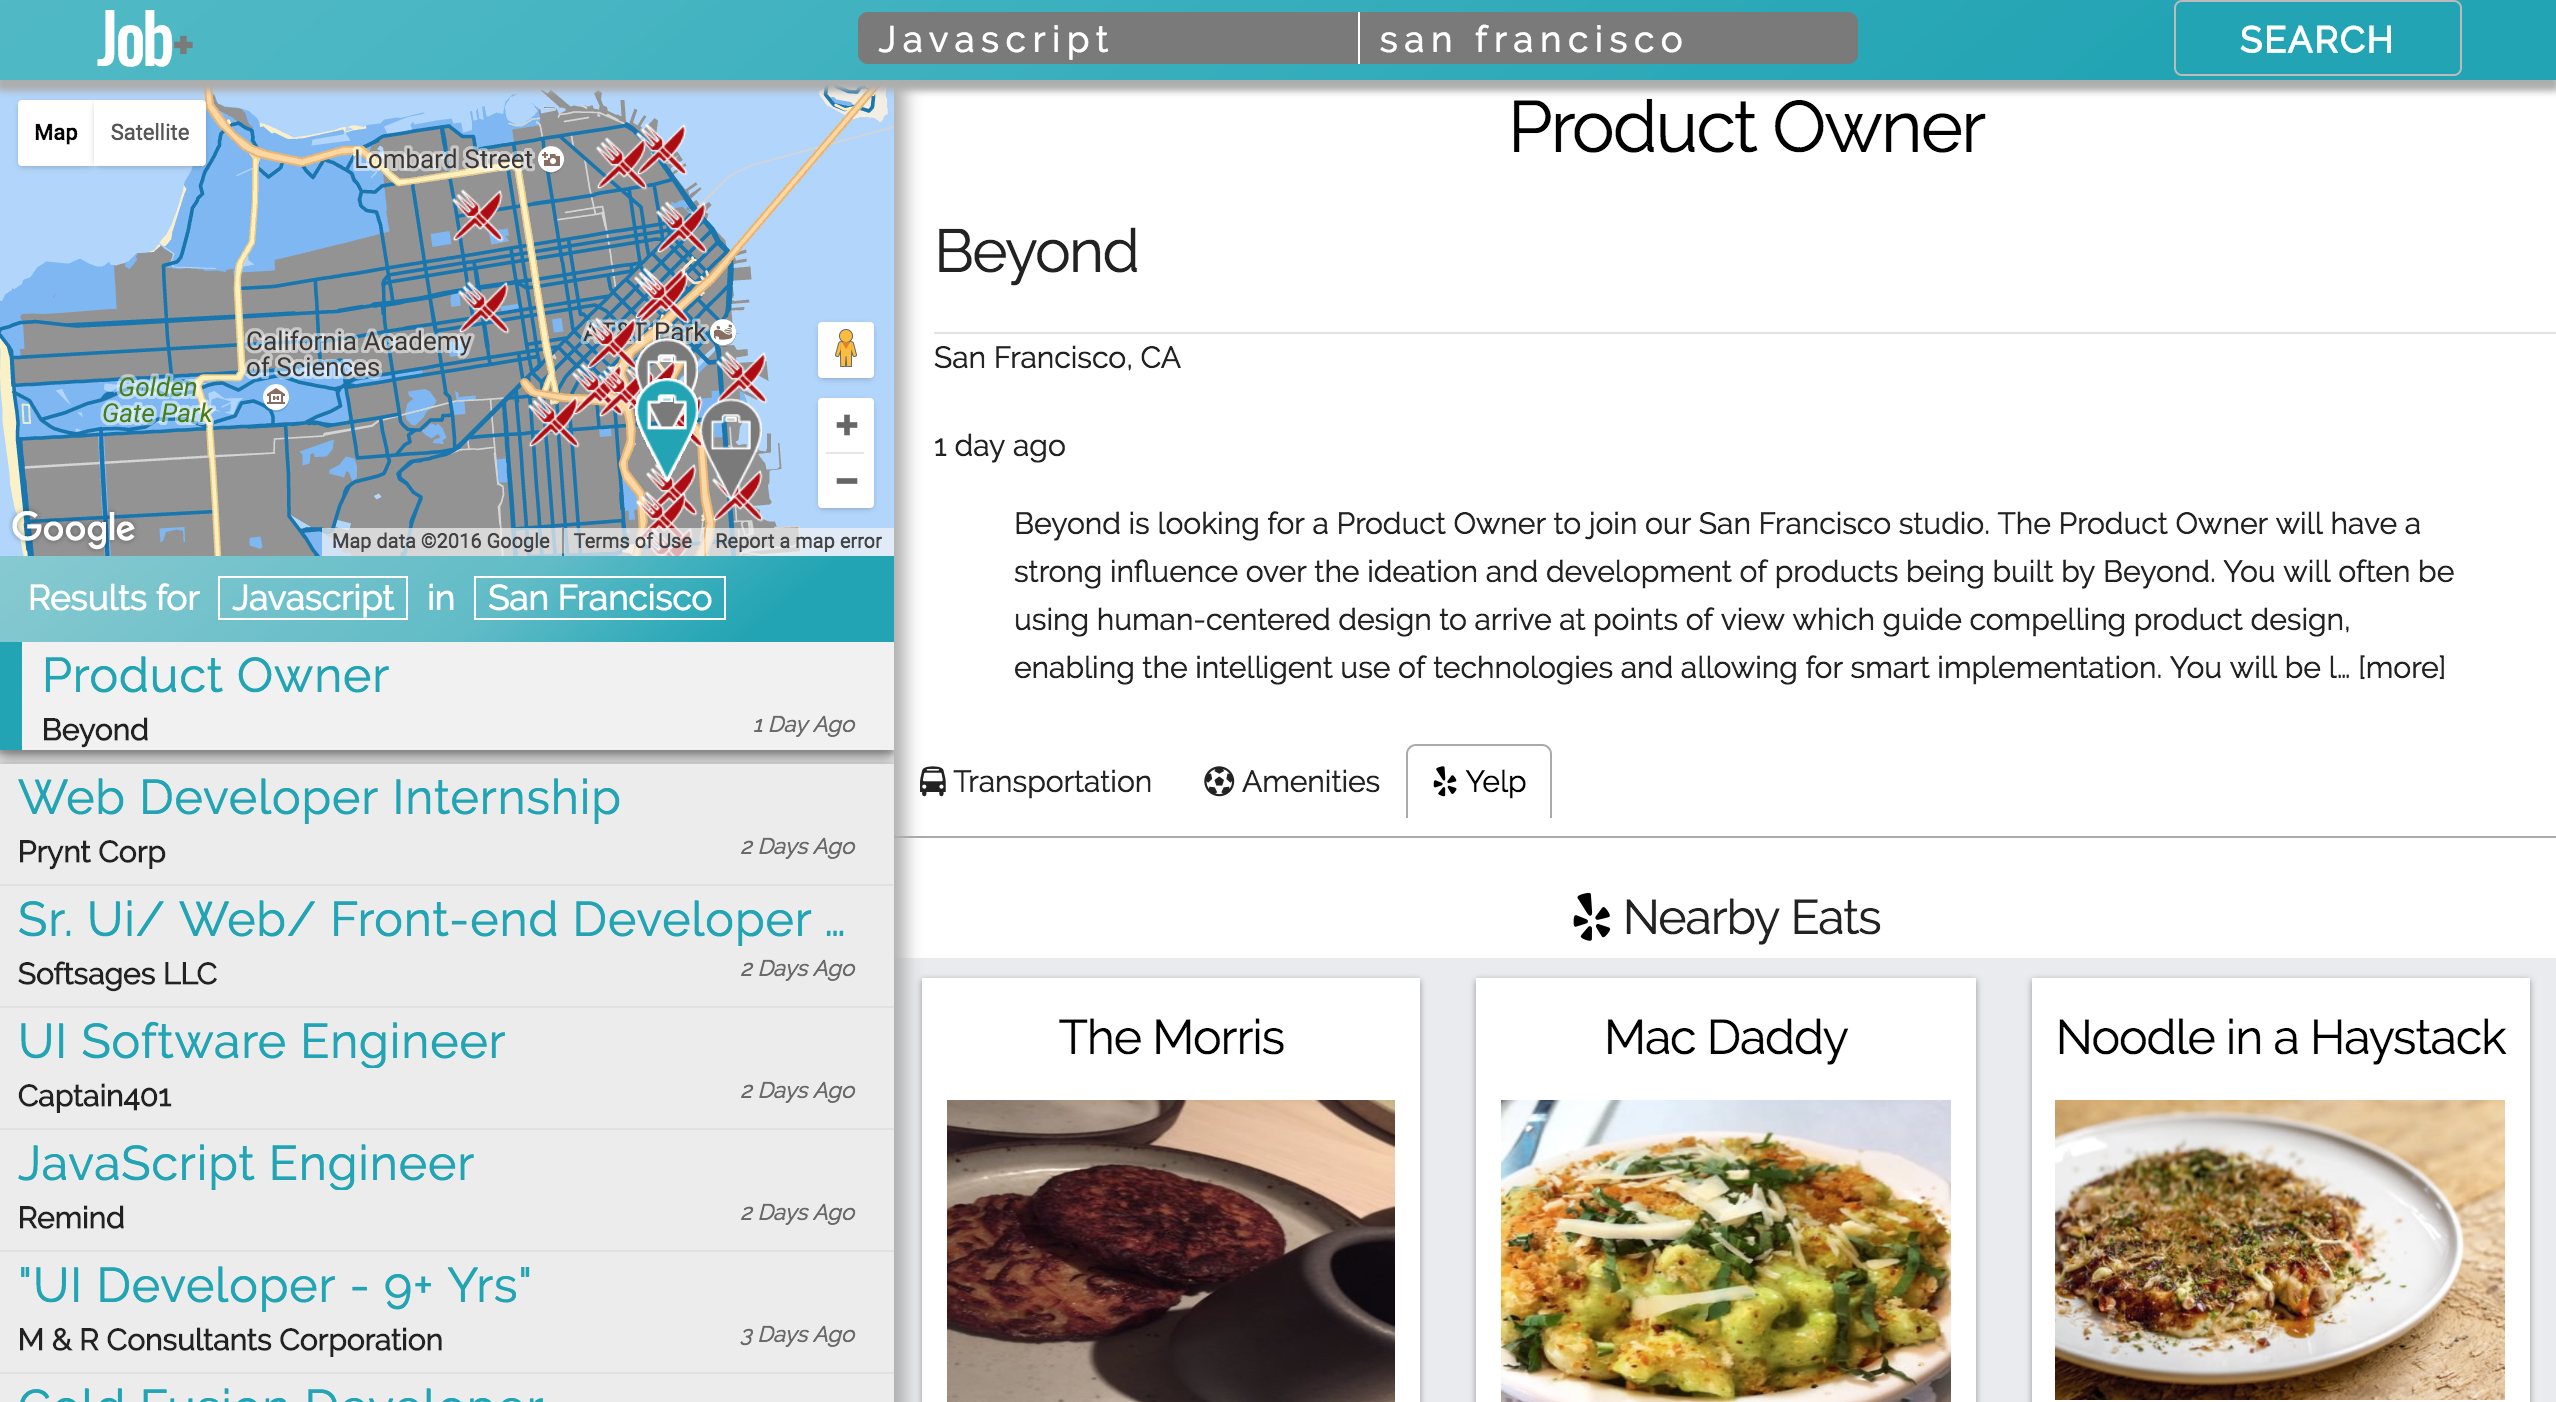 Job+
Javascript
san francisco
SEARCH
Map
Satellite
Lombard Street
AT&T Park
California Academy
of Sciences
Golden
Gate Park
Google
Map data ©2016 Google
Terms of Use
Report a map error
Results for Javascript in San Francisco
Product Owner
Beyond
1 Day Ago
Web Developer Internship
Prynt Corp
2 Days Ago
Sr. Ui/ Web/ Front-end Developer ...
Softsages LLC
2 Days Ago
UI Software Engineer
Captain401
2 Days Ago
JavaScript Engineer
Remind
2 Days Ago
"UI Developer - 9+ Yrs"
M & R Consultants Corporation
3 Days Ago
Cold Fusion Developer
Product Owner
Beyond
San Francisco, CA
1 day ago
Beyond is looking for a Product Owner to join our San Francisco studio. The Product Owner will have a
strong influence over the ideation and development of products being built by Beyond. You will often be
using human-centered design to arrive at points of view which guide compelling product design,
enabling the intelligent use of technologies and allowing for smart implementation. You will be l... [more]
Transportation
Amenities
Yelp
Nearby Eats
The Morris
Mac Daddy
Noodle in a Haystack